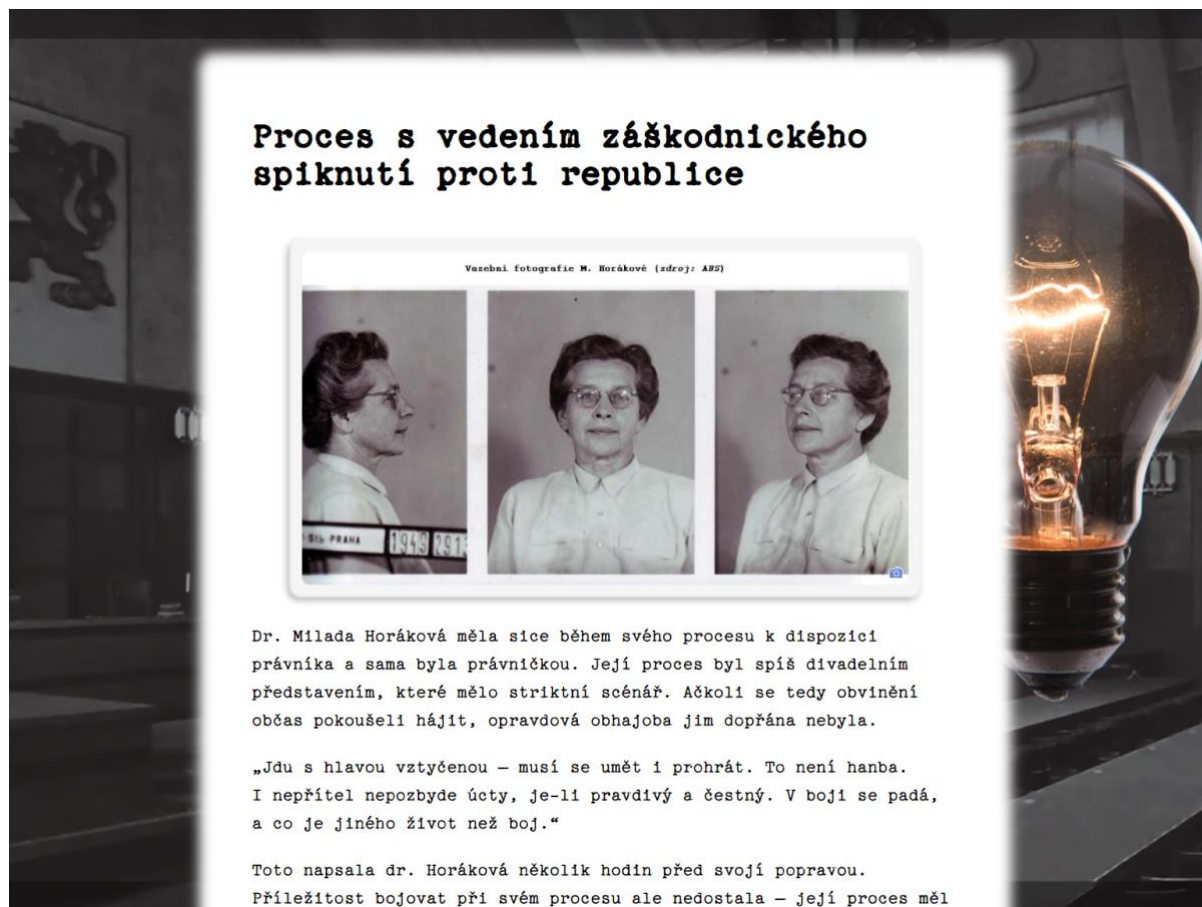 Proces s vedením záškodnického
spiknutí proti republice
Vazební fotografie M. Horákové (zdroj: ABS)
PRAHA
1949 291
Dr. Milada Horáková měla sice během svého procesu k dispozici
právníka a sama byla právničkou. Její proces byl spíš divadelním
představením, které mělo striktní scénář. Ačkoli se tedy obvinění
občas pokoušeli hájit, opravdová obhajoba jim dopřána nebyla.
„Jdu s hlavou vztyčenou – musí se umět i prohrát. To není hanba.
I nepřítel nepozbyde úcty, je-li pravdivý a čestný. V boji se padá,
a co je jiného život než boj.“
Toto napsala dr. Horáková několik hodin před svojí popravou.
Příležitost bojovat při svém procesu ale nedostala – její proces měl